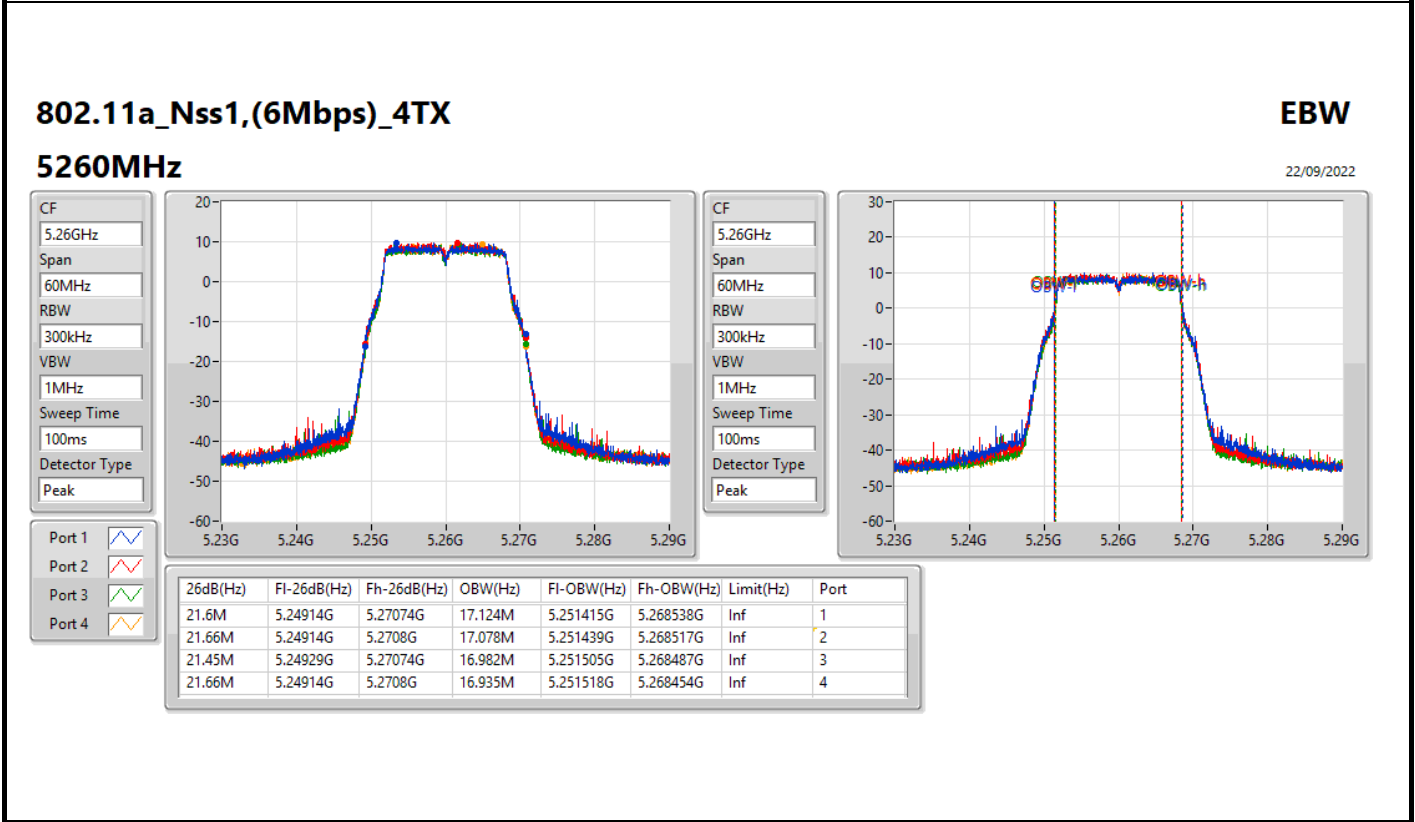 802.11a_Nss1,(6Mbps)_4TX
EBW
5260MHz
22/09/2022
CF
5.26GHz
Span
60MHz
RBW
300kHz
VBW
1MHz
Sweep Time
100ms
Detector Type
Peak
20
10
0
-10
-20
-30
-40
-50
-60
5.23G 5.24G 5.25G 5.26G 5.27G 5.28G 5.29G
CF
5.26GHz
Span
60MHz
RBW
300kHz
VBW
1MHz
Sweep Time
100ms
Detector Type
Peak
30
20
10
0
-10
-20
-30
-40
-50
-60
OBW-l OBW-h
5.23G 5.24G 5.25G 5.26G 5.27G 5.28G 5.29G
Port 1
Port 2
Port 3
Port 4
26dB(Hz) Fl-26dB(Hz) Fh-26dB(Hz) OBW(Hz) Fl-OBW(Hz) Fh-OBW(Hz) Limit(Hz) Port
21.6M 5.24914G 5.27074G 17.124M 5.251415G 5.268538G Inf 1
21.66M 5.24914G 5.2708G 17.078M 5.251439G 5.268517G Inf 2
21.45M 5.24929G 5.27074G 16.982M 5.251505G 5.268487G Inf 3
21.66M 5.24914G 5.2708G 16.935M 5.251518G 5.268454G Inf 4